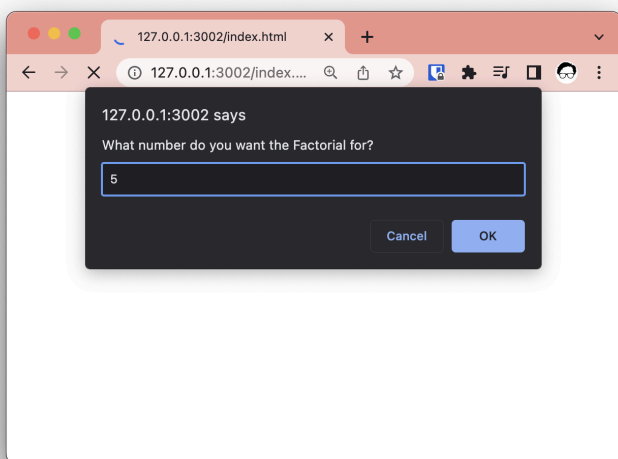 127.0.0.1:3002/index.html
127.0.0.1:3002/index....
127.0.0.1:3002 says
What number do you want the Factorial for?
5
Cancel OK